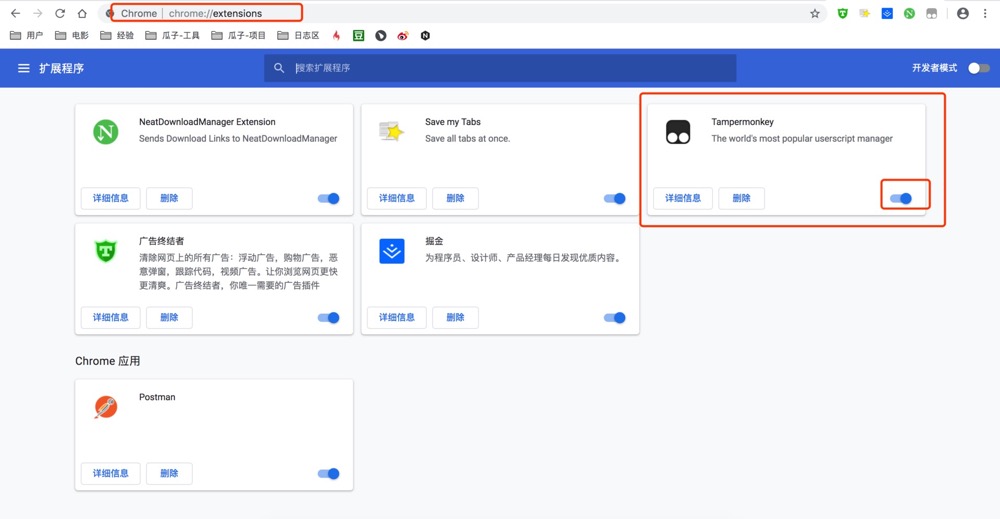 Chrome | chrome://extensions
用户 电影 经验 瓜子-工具 瓜子-项目 日志区
扩展程序
搜索扩展程序
开发者模式
NeatDownloadManager Extension
Sends Download Links to NeatDownloadManager
详细信息 删除
Save my Tabs
Save all tabs at once.
详细信息 删除
Tampermonkey
The world's most popular userscript manager
详细信息 删除
广告终结者
清除网页上的所有广告：浮动广告，购物广告，恶
意弹窗，跟踪代码，视频广告。让你浏览网页更快
更清爽。广告终结者，你唯一需要的广告插件
详细信息 删除
掘金
为程序员、设计师、产品经理每日发现优质内容。
详细信息 删除
Chrome 应用
Postman
详细信息 删除